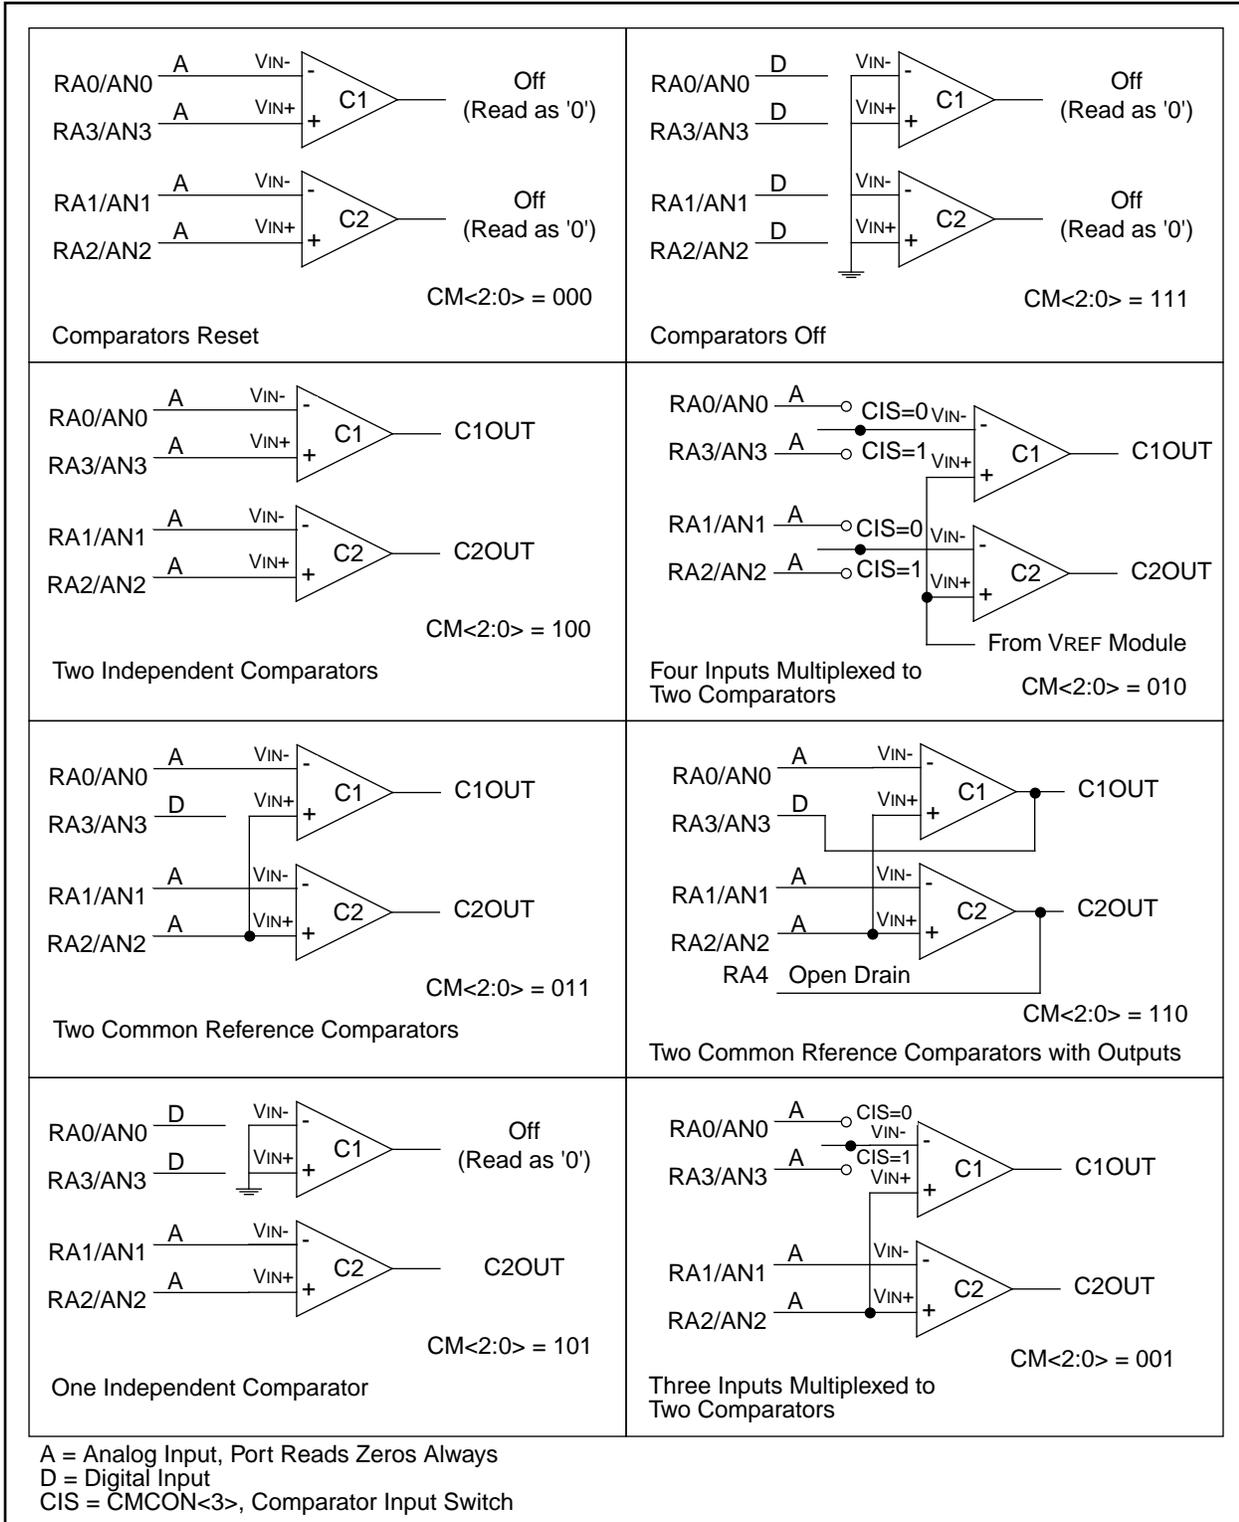 A VIN-
RA0/AN0 - C1 Off
A VIN+ (Read as '0')
RA3/AN3 +
A VIN-
RA1/AN1 - C2 Off
A VIN+ (Read as '0')
RA2/AN2 +
CM<2:0> = 000
Comparators Reset
D VIN-
RA0/AN0 - C1 Off
D VIN+ (Read as '0')
RA3/AN3 +
D VIN-
RA1/AN1 - C2 Off
D VIN+ (Read as '0')
RA2/AN2 +
CM<2:0> = 111
Comparators Off
A VIN-
RA0/AN0 - C1 C1OUT
A VIN+
RA3/AN3 +
A VIN-
RA1/AN1 - C2 C2OUT
A VIN+
RA2/AN2 +
CM<2:0> = 100
Two Independent Comparators
RA0/AN0 A CIS=0 VIN-
- C1 C1OUT
RA3/AN3 A CIS=1 VIN+
+
RA1/AN1 A CIS=0 VIN-
- C2 C2OUT
RA2/AN2 A CIS=1 VIN+
+
From VREF Module
Four Inputs Multiplexed to
Two Comparators
CM<2:0> = 010
A VIN-
RA0/AN0 - C1 C1OUT
D VIN+
RA3/AN3 +
A VIN-
RA1/AN1 - C2 C2OUT
A VIN+
RA2/AN2 +
CM<2:0> = 011
Two Common Reference Comparators
A VIN-
RA0/AN0 - C1 C1OUT
D VIN+
RA3/AN3 +
A VIN-
RA1/AN1 - C2 C2OUT
A VIN+
RA2/AN2 +
RA4 Open Drain
CM<2:0> = 110
Two Common Rference Comparators with Outputs
D VIN-
RA0/AN0 - C1 Off
D VIN+ (Read as '0')
RA3/AN3 +
A VIN-
RA1/AN1 - C2 C2OUT
A VIN+
RA2/AN2 +
CM<2:0> = 101
One Independent Comparator
A CIS=0
RA0/AN0 VIN- -
C1 C1OUT
A CIS=1
RA3/AN3 VIN+ +
A VIN-
RA1/AN1 - C2 C2OUT
A VIN+
RA2/AN2 +
CM<2:0> = 001
Three Inputs Multiplexed to
Two Comparators
A = Analog Input, Port Reads Zeros Always
D = Digital Input
CIS = CMCON<3>, Comparator Input Switch